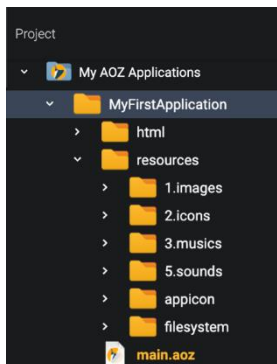 Project
My AOZ Applications
MyFirstApplication
html
resources
1.images
2.icons
3.musics
5.sounds
appicon
filesystem
main.aoz